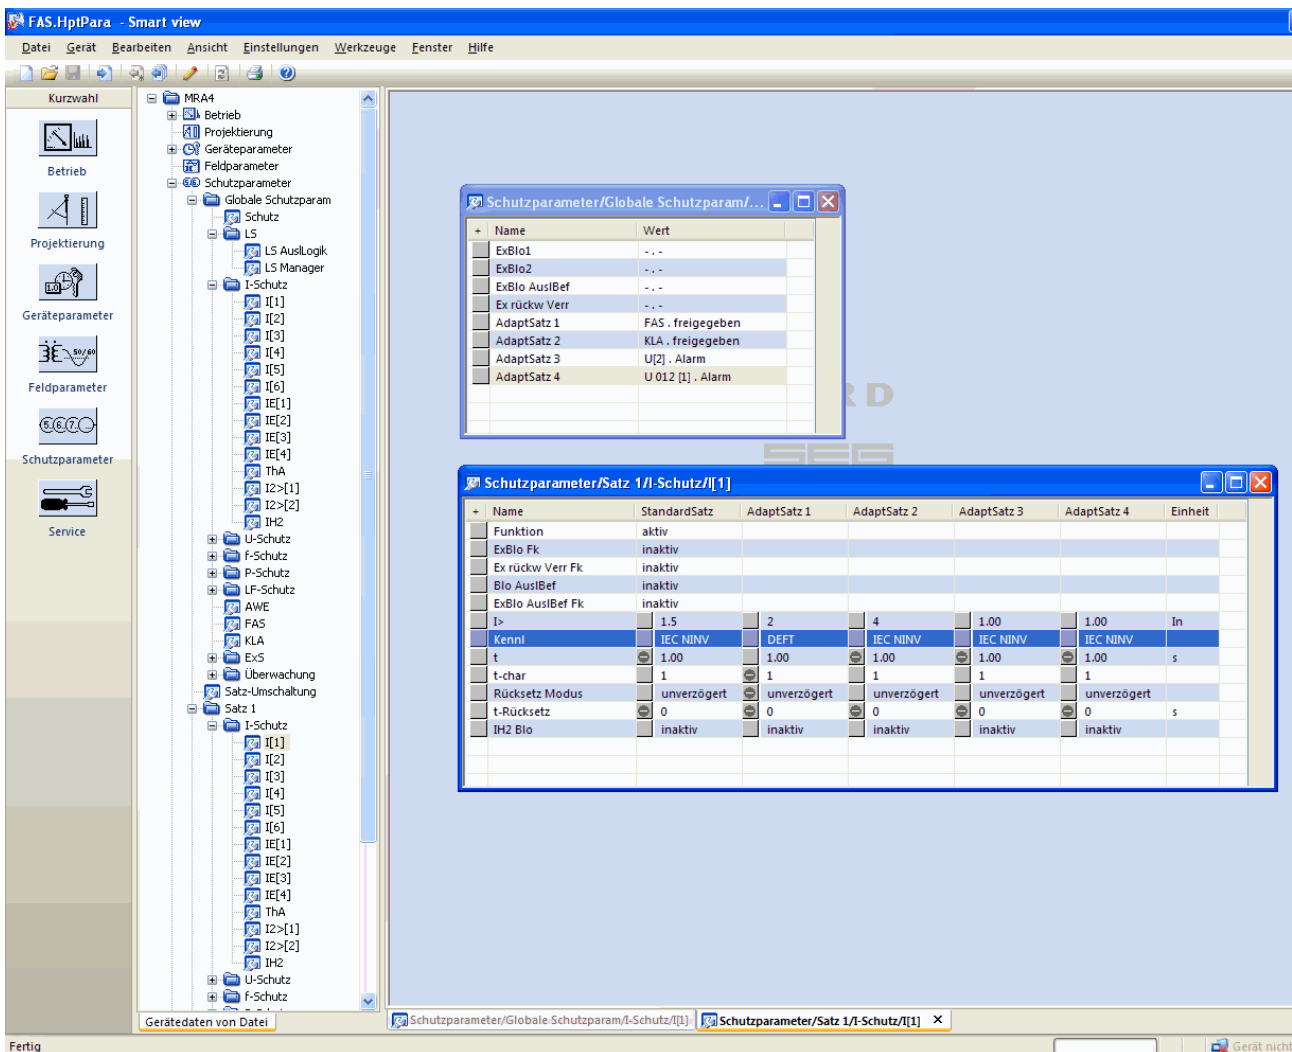 FAS.HptPara - Smart view
Datei Gerät Bearbeiten Ansicht Einstellungen Werkzeuge Fenster Hilfe
Kurzwahl
Betrieb
Projektierung
Geräteparameter
Feldparameter
Schutzparameter
Service
MRA4
Betrieb
Projektierung
Geräteparameter
Feldparameter
Schutzparameter
Globale Schutzparam
Schutz
LS
LS AuslLogik
LS Manager
I-Schutz
I[1]
I[2]
I[3]
I[4]
I[5]
I[6]
IE[1]
IE[2]
IE[3]
IE[4]
ThA
I2>[1]
I2>[2]
IH2
U-Schutz
f-Schutz
P-Schutz
LF-Schutz
AWE
FAS
KLA
ExS
Überwachung
Satz-Umschaltung
Satz 1
I-Schutz
I[1]
I[2]
I[3]
I[4]
I[5]
I[6]
IE[1]
IE[2]
IE[3]
IE[4]
ThA
I2>[1]
I2>[2]
IH2
U-Schutz
f-Schutz
Gerätedaten von Datei
Schutzparameter/Globale Schutzparam/...
+ Name Wert
ExBlo1 - . -
ExBlo2 - . -
ExBlo AuslBef - . -
Ex rückw Verr - . -
AdaptSatz 1 FAS . freigegeben
AdaptSatz 2 KLA . freigegeben
AdaptSatz 3 U[2] . Alarm
AdaptSatz 4 U 012 [1] . Alarm
R D
SEG
Schutzparameter/Satz 1/I-Schutz/I[1]
+ Name StandardSatz AdaptSatz 1 AdaptSatz 2 AdaptSatz 3 AdaptSatz 4 Einheit
Funktion aktiv
ExBlo Fk inaktiv
Ex rückw Verr Fk inaktiv
Blo AuslBef inaktiv
ExBlo AuslBef Fk inaktiv
I> 1.5 2 4 1.00 1.00 In
Kennl IEC NINV DEFT IEC NINV IEC NINV IEC NINV
t 1.00 1.00 1.00 1.00 1.00 s
t-char 1 1 1 1 1
Rücksetz Modus unverzögert unverzögert unverzögert unverzögert unverzögert
t-Rücksetz 0 0 0 0 0 s
IH2 Blo inaktiv inaktiv inaktiv inaktiv inaktiv
Schutzparameter/Globale Schutzparam/I-Schutz/I[1] Schutzparameter/Satz 1/I-Schutz/I[1]
Fertig
Gerät nicht